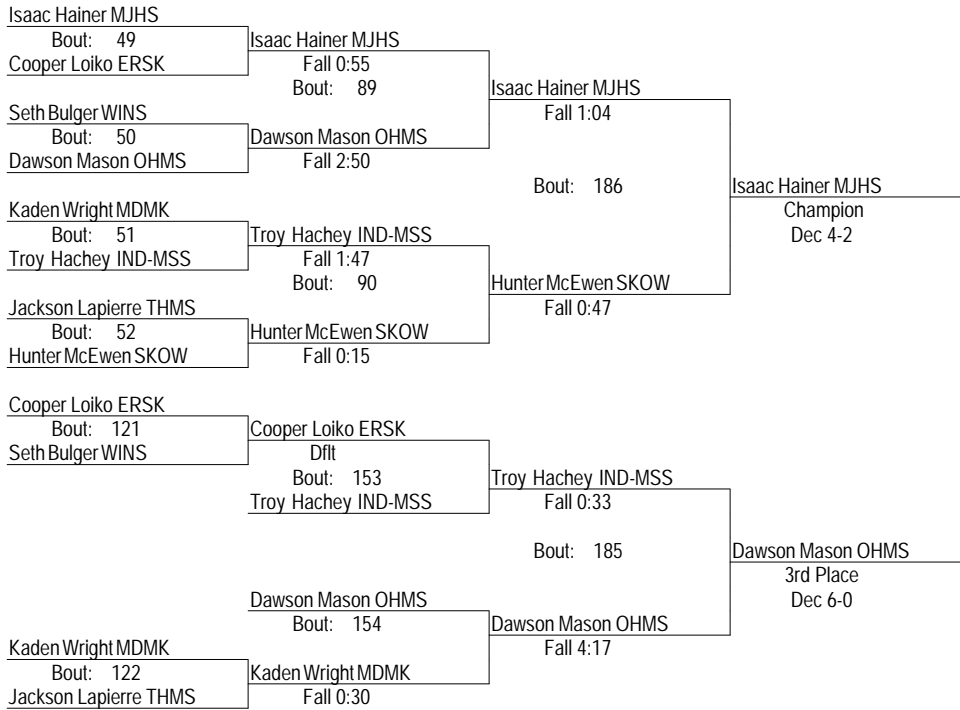 Isaac Hainer MJHS
Bout: 49
Isaac Hainer MJHS
Cooper Loiko ERSK
Fall 0:55
Bout: 89
Isaac Hainer MJHS
Seth Bulger WINS
Fall 1:04
Bout: 50
Dawson Mason OHMS
Dawson Mason OHMS
Fall 2:50
Bout: 186
Isaac Hainer MJHS
Kaden Wright MDMK
Champion
Bout: 51
Troy Hachey IND-MSS
Dec 4-2
Troy Hachey IND-MSS
Fall 1:47
Bout: 90
Hunter McEwen SKOW
Jackson Lapierre THMS
Fall 0:47
Bout: 52
Hunter McEwen SKOW
Hunter McEwen SKOW
Fall 0:15
Cooper Loiko ERSK
Bout: 121
Cooper Loiko ERSK
Seth Bulger WINS
Dflt
Bout: 153
Troy Hachey IND-MSS
Troy Hachey IND-MSS
Fall 0:33
Bout: 185
Dawson Mason OHMS
3rd Place
Dawson Mason OHMS
Dec 6-0
Bout: 154
Dawson Mason OHMS
Kaden Wright MDMK
Fall 4:17
Bout: 122
Kaden Wright MDMK
Jackson Lapierre THMS
Fall 0:30